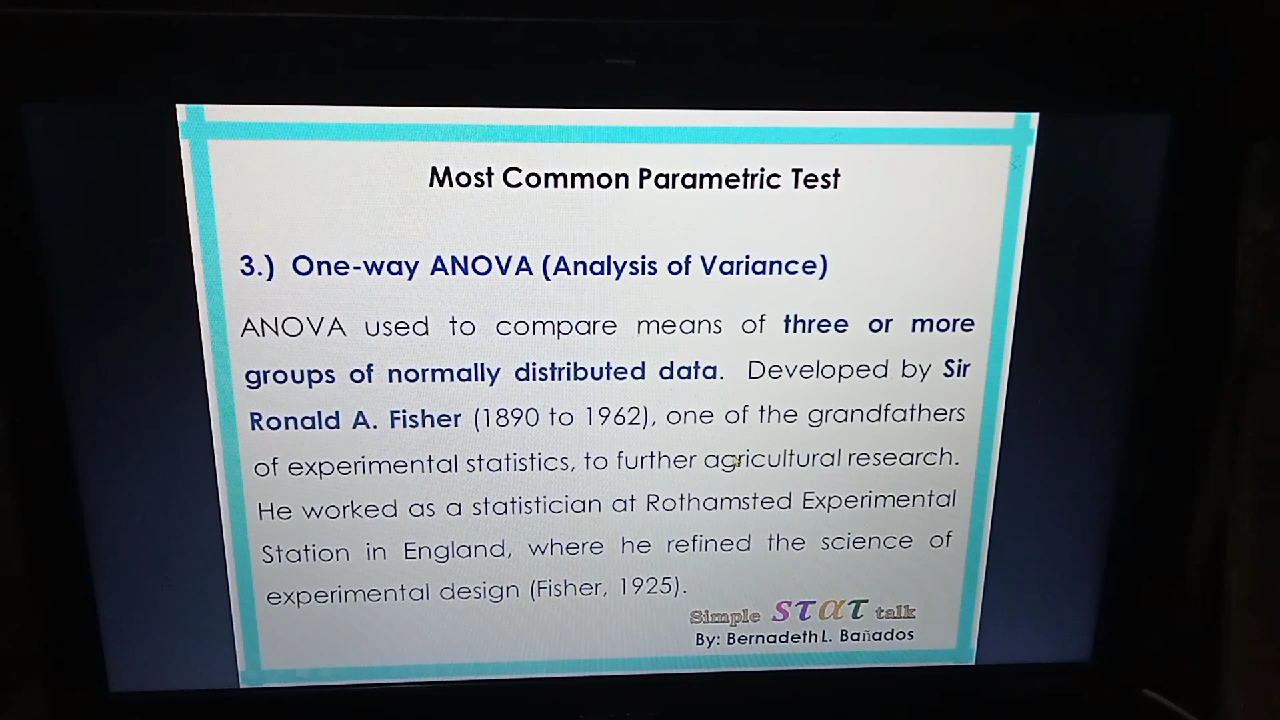 Most Common Parametric Test
3.) One-way ANOVA (Analysis of Variance)
ANOVA used to compare means of three or more
groups of normally distributed data. Developed by Sir
Ronald A. Fisher (1890 to 1962), one of the grandfathers
of experimental statistics, to further agricultural research.
He worked as a statistician at Rothamsted Experimental
Station in England, where he refined the science of
experimental design (Fisher, 1925).
Simple STαT talk
By: Bernadeth L. Bañados